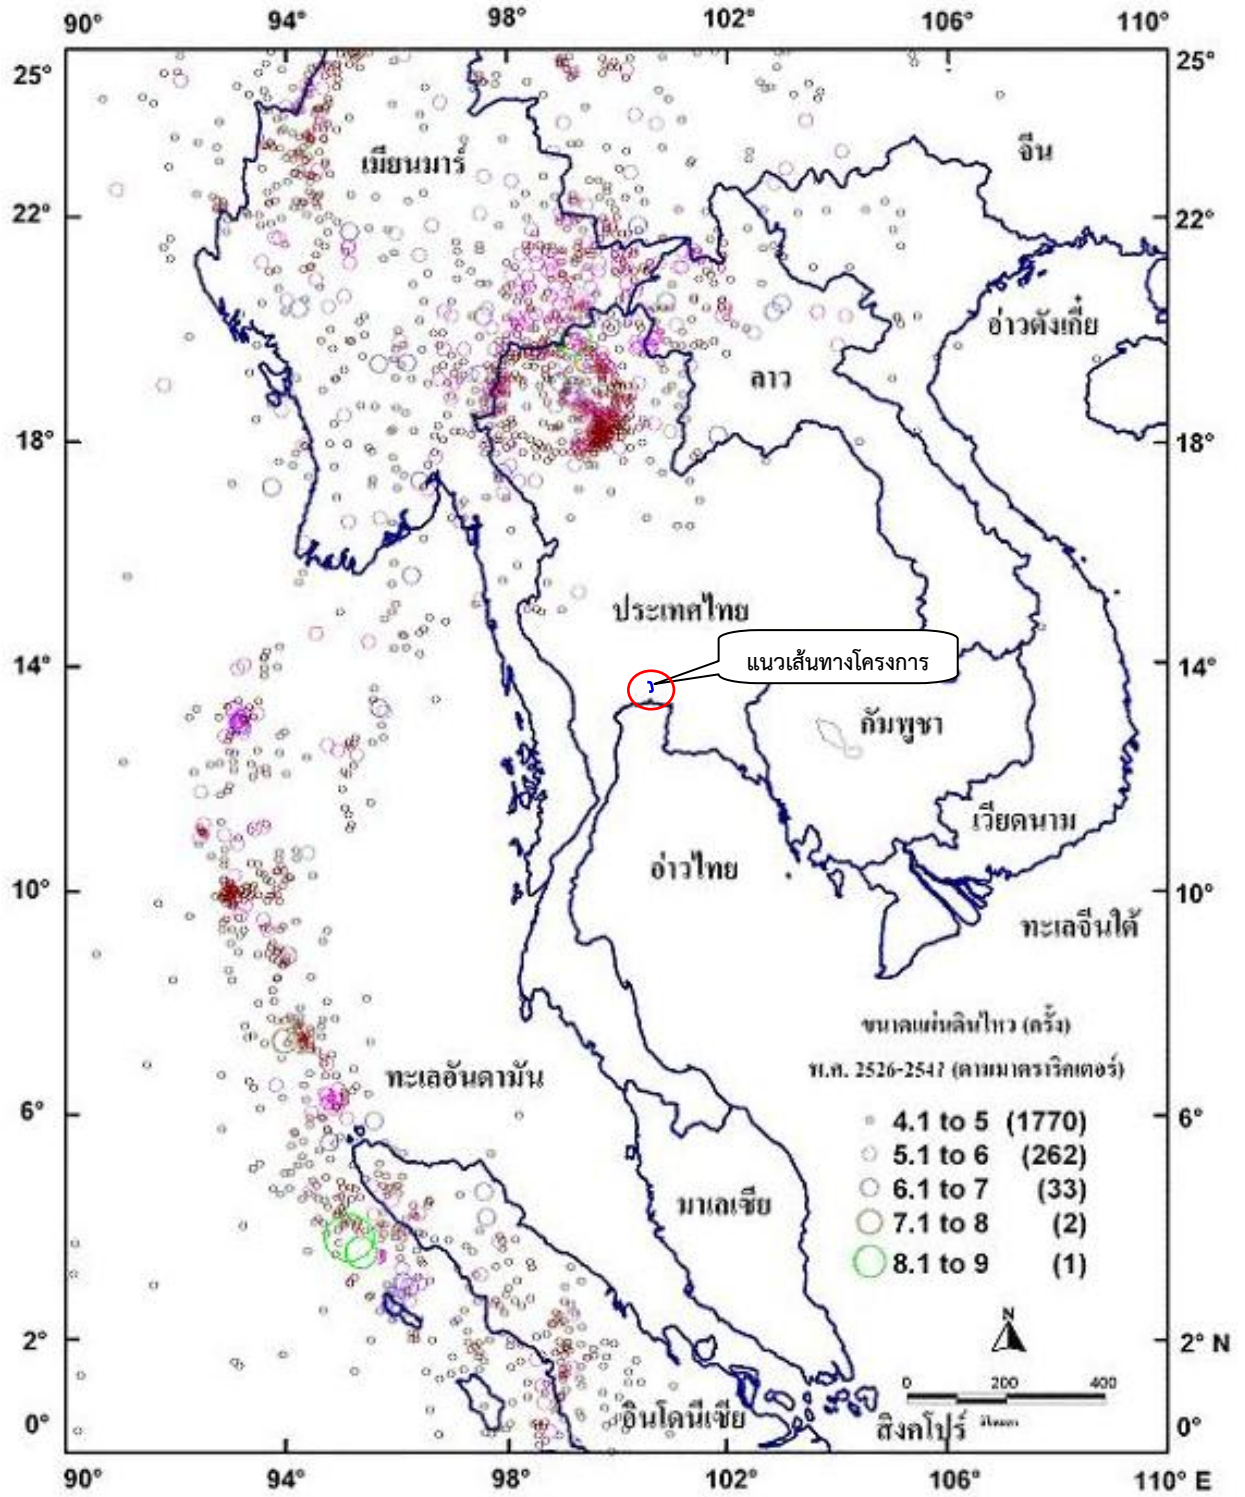 90° 94° 98° 102° 106° 110°
25° 25°
จีน
เมียนมาร์
22° 22°
อ่าวตังเกี๋ย
ลาว
18° 18°
ประเทศไทย
แนวเส้นทางโครงการ
14° 14°
กัมพูชา
เวียดนาม
อ่าวไทย
10° 10°
ทะเลจีนใต้
ขนาดแผ่นดินไหว (ครั้ง)
พ.ศ. 2526-2547 (ตามมาตราริคเตอร์)
ทะเลอันดามัน
6° 6°
4.1 to 5 (1770)
5.1 to 6 (262)
6.1 to 7 (33)
7.1 to 8 (2)
8.1 to 9 (1)
มาเลเซีย
N
2° 2° N
0 200 400
อินโดนีเซีย
สิงคโปร์
0° 0°
90° 94° 98° 102° 106° 110° E